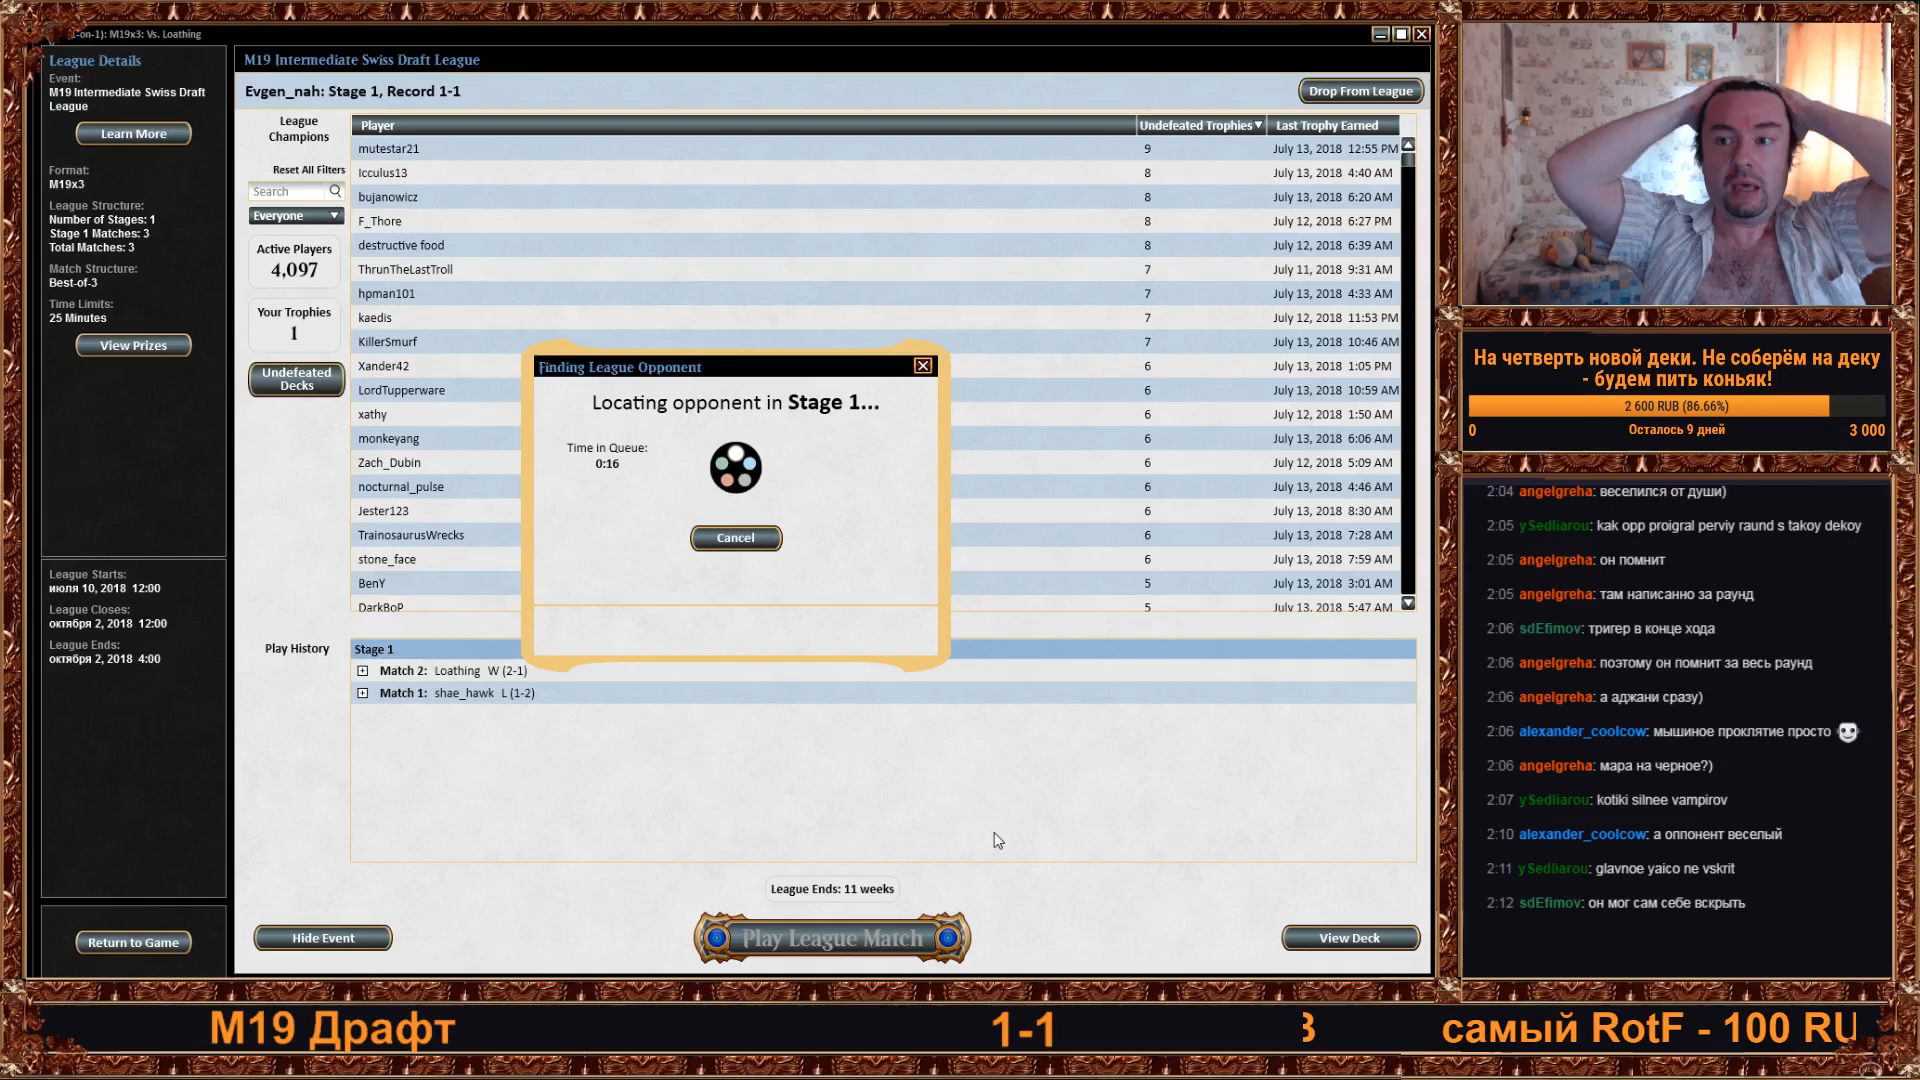 (1-on-1): M19x3: Vs. Loathing
League Details
Event:
M19 Intermediate Swiss Draft
League
Learn More
Format:
M19x3
League Structure:
Number of Stages: 1
Stage 1 Matches: 3
Total Matches: 3
Match Structure:
Best-of-3
Time Limits:
25 Minutes
View Prizes
League Starts:
июля 10, 2018 12:00
League Closes:
октября 2, 2018 12:00
League Ends:
октября 2, 2018 4:00
Return to Game
M19 Intermediate Swiss Draft League
Evgen_nah: Stage 1, Record 1-1
Drop From League
League
Champions
Reset All Filters
Search
Everyone
Active Players
4,097
Your Trophies
1
Undefeated
Decks
Player Undefeated Trophies Last Trophy Earned
mutestar21 9 July 13, 2018 12:55 PM
Icculus13 8 July 13, 2018 4:40 AM
bujanowicz 8 July 13, 2018 6:20 AM
F_Thore 8 July 12, 2018 6:27 PM
destructive food 8 July 12, 2018 6:39 AM
ThrunTheLastTroll 7 July 11, 2018 9:31 AM
hpman101 7 July 13, 2018 4:33 AM
kaedis 7 July 12, 2018 11:53 PM
KillerSmurf 7 July 13, 2018 10:46 AM
Xander42 6 July 13, 2018 1:05 PM
LordTupperware 6 July 13, 2018 10:59 AM
xathy 6 July 12, 2018 1:50 AM
monkeyang 6 July 13, 2018 6:06 AM
Zach_Dubin 6 July 12, 2018 5:09 AM
nocturnal_pulse 6 July 13, 2018 4:46 AM
Jester123 6 July 13, 2018 8:30 AM
TrainosaurusWrecks 6 July 13, 2018 7:28 AM
stone_face 6 July 13, 2018 7:59 AM
BenY 5 July 13, 2018 3:01 AM
DarkBoP 5 July 13, 2018 5:47 AM
Finding League Opponent
Locating opponent in Stage 1...
Time in Queue:
0:16
Cancel
Play History
Stage 1
Match 2: Loathing W (2-1)
Match 1: shae_hawk L (1-2)
League Ends: 11 weeks
Hide Event
Play League Match
View Deck
На четверть новой деки. Не соберём на деку
- будем пить коньяк!
2 600 RUB (86.66%)
0 Осталось 9 дней 3 000
2:04 angelgreha: веселился от души)
2:05 ySedliarou: kak opp proigral perviy raund s takoy dekoy
2:05 angelgreha: он помнит
2:05 angelgreha: там написанно за раунд
2:06 sdEfimov: тригер в конце хода
2:06 angelgreha: поэтому он помнит за весь раунд
2:06 angelgreha: а аджани сразу)
2:06 alexander_coolcow: мышиное проклятие просто
2:06 angelgreha: мара на черное?)
2:07 ySedliarou: kotiki silnee vampirov
2:10 alexander_coolcow: а оппонент веселый
2:11 ySedliarou: glavnoe yaico ne vskrit
2:12 sdEfimov: он мог сам себе вскрыть
М19 Драфт
1-1
самый RotF - 100 RU